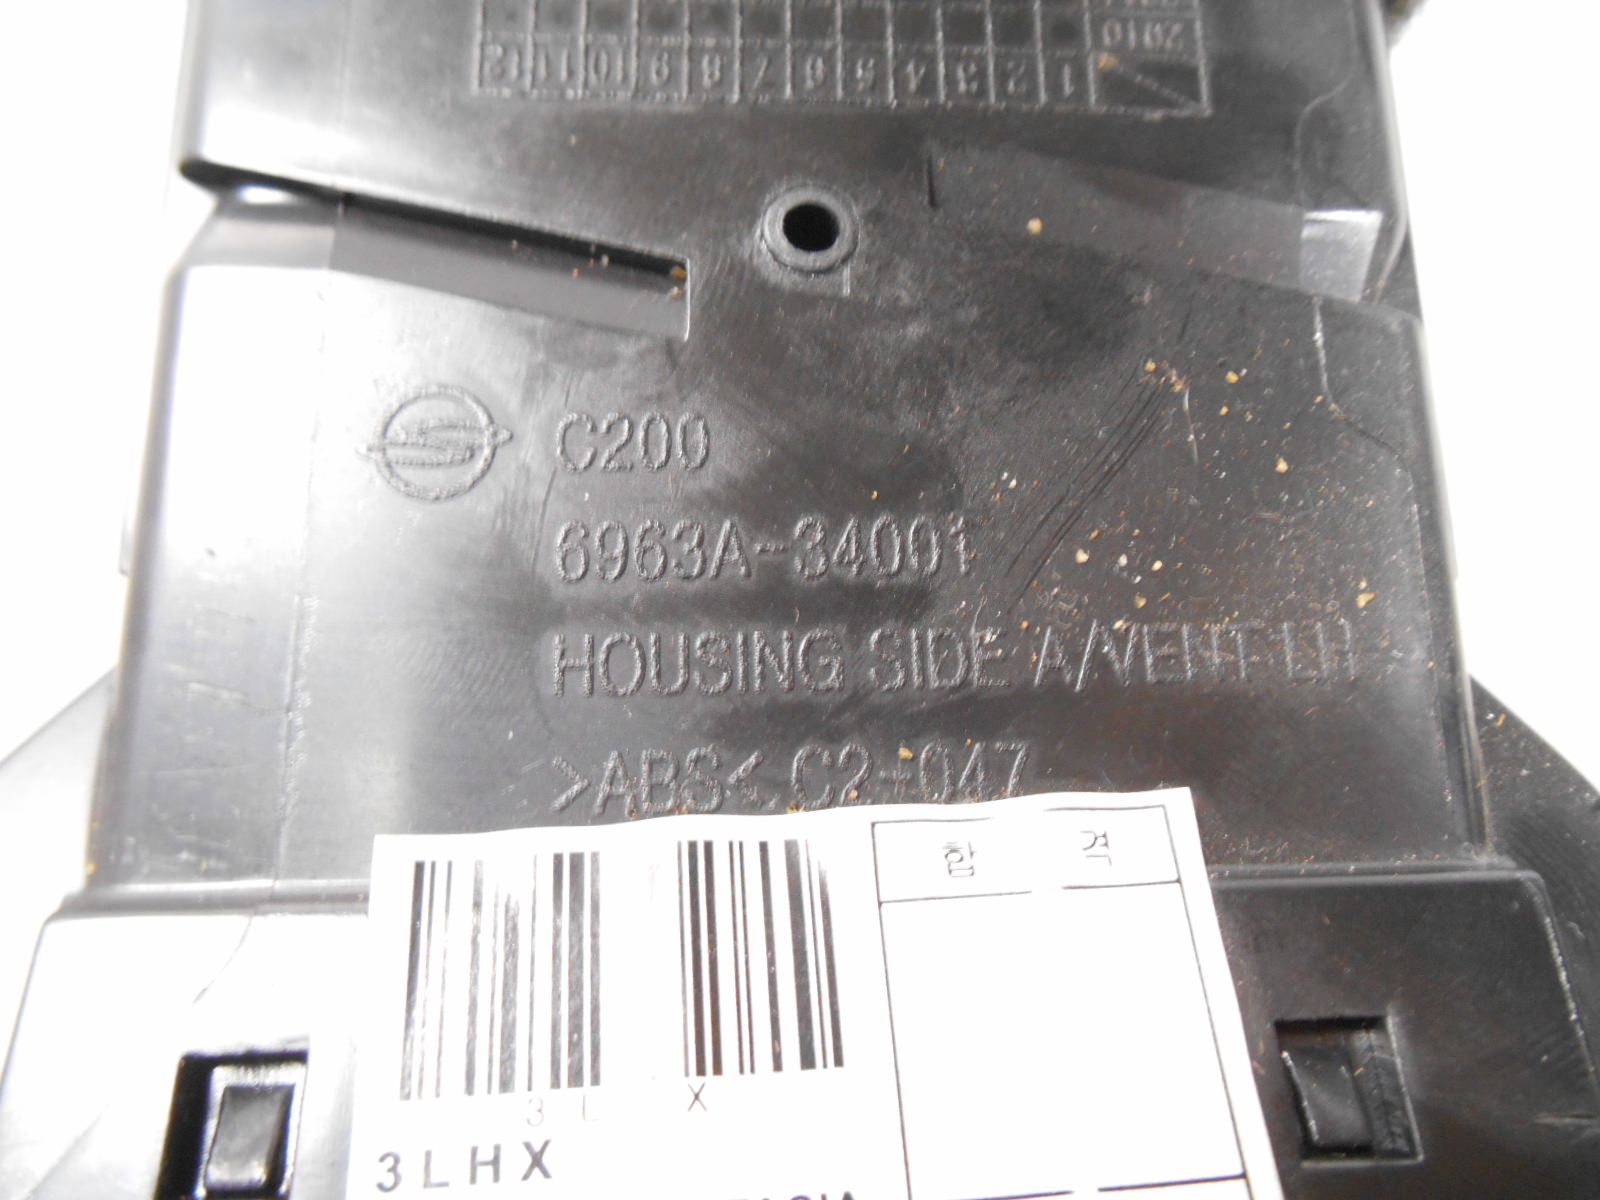 2010
1 2 3 4 5 6 7 8 9 10 11 12
C200
6963A-34001
HOUSING SIDE A/VENT LH
>ABS< C2-047
3 L X
3LHX